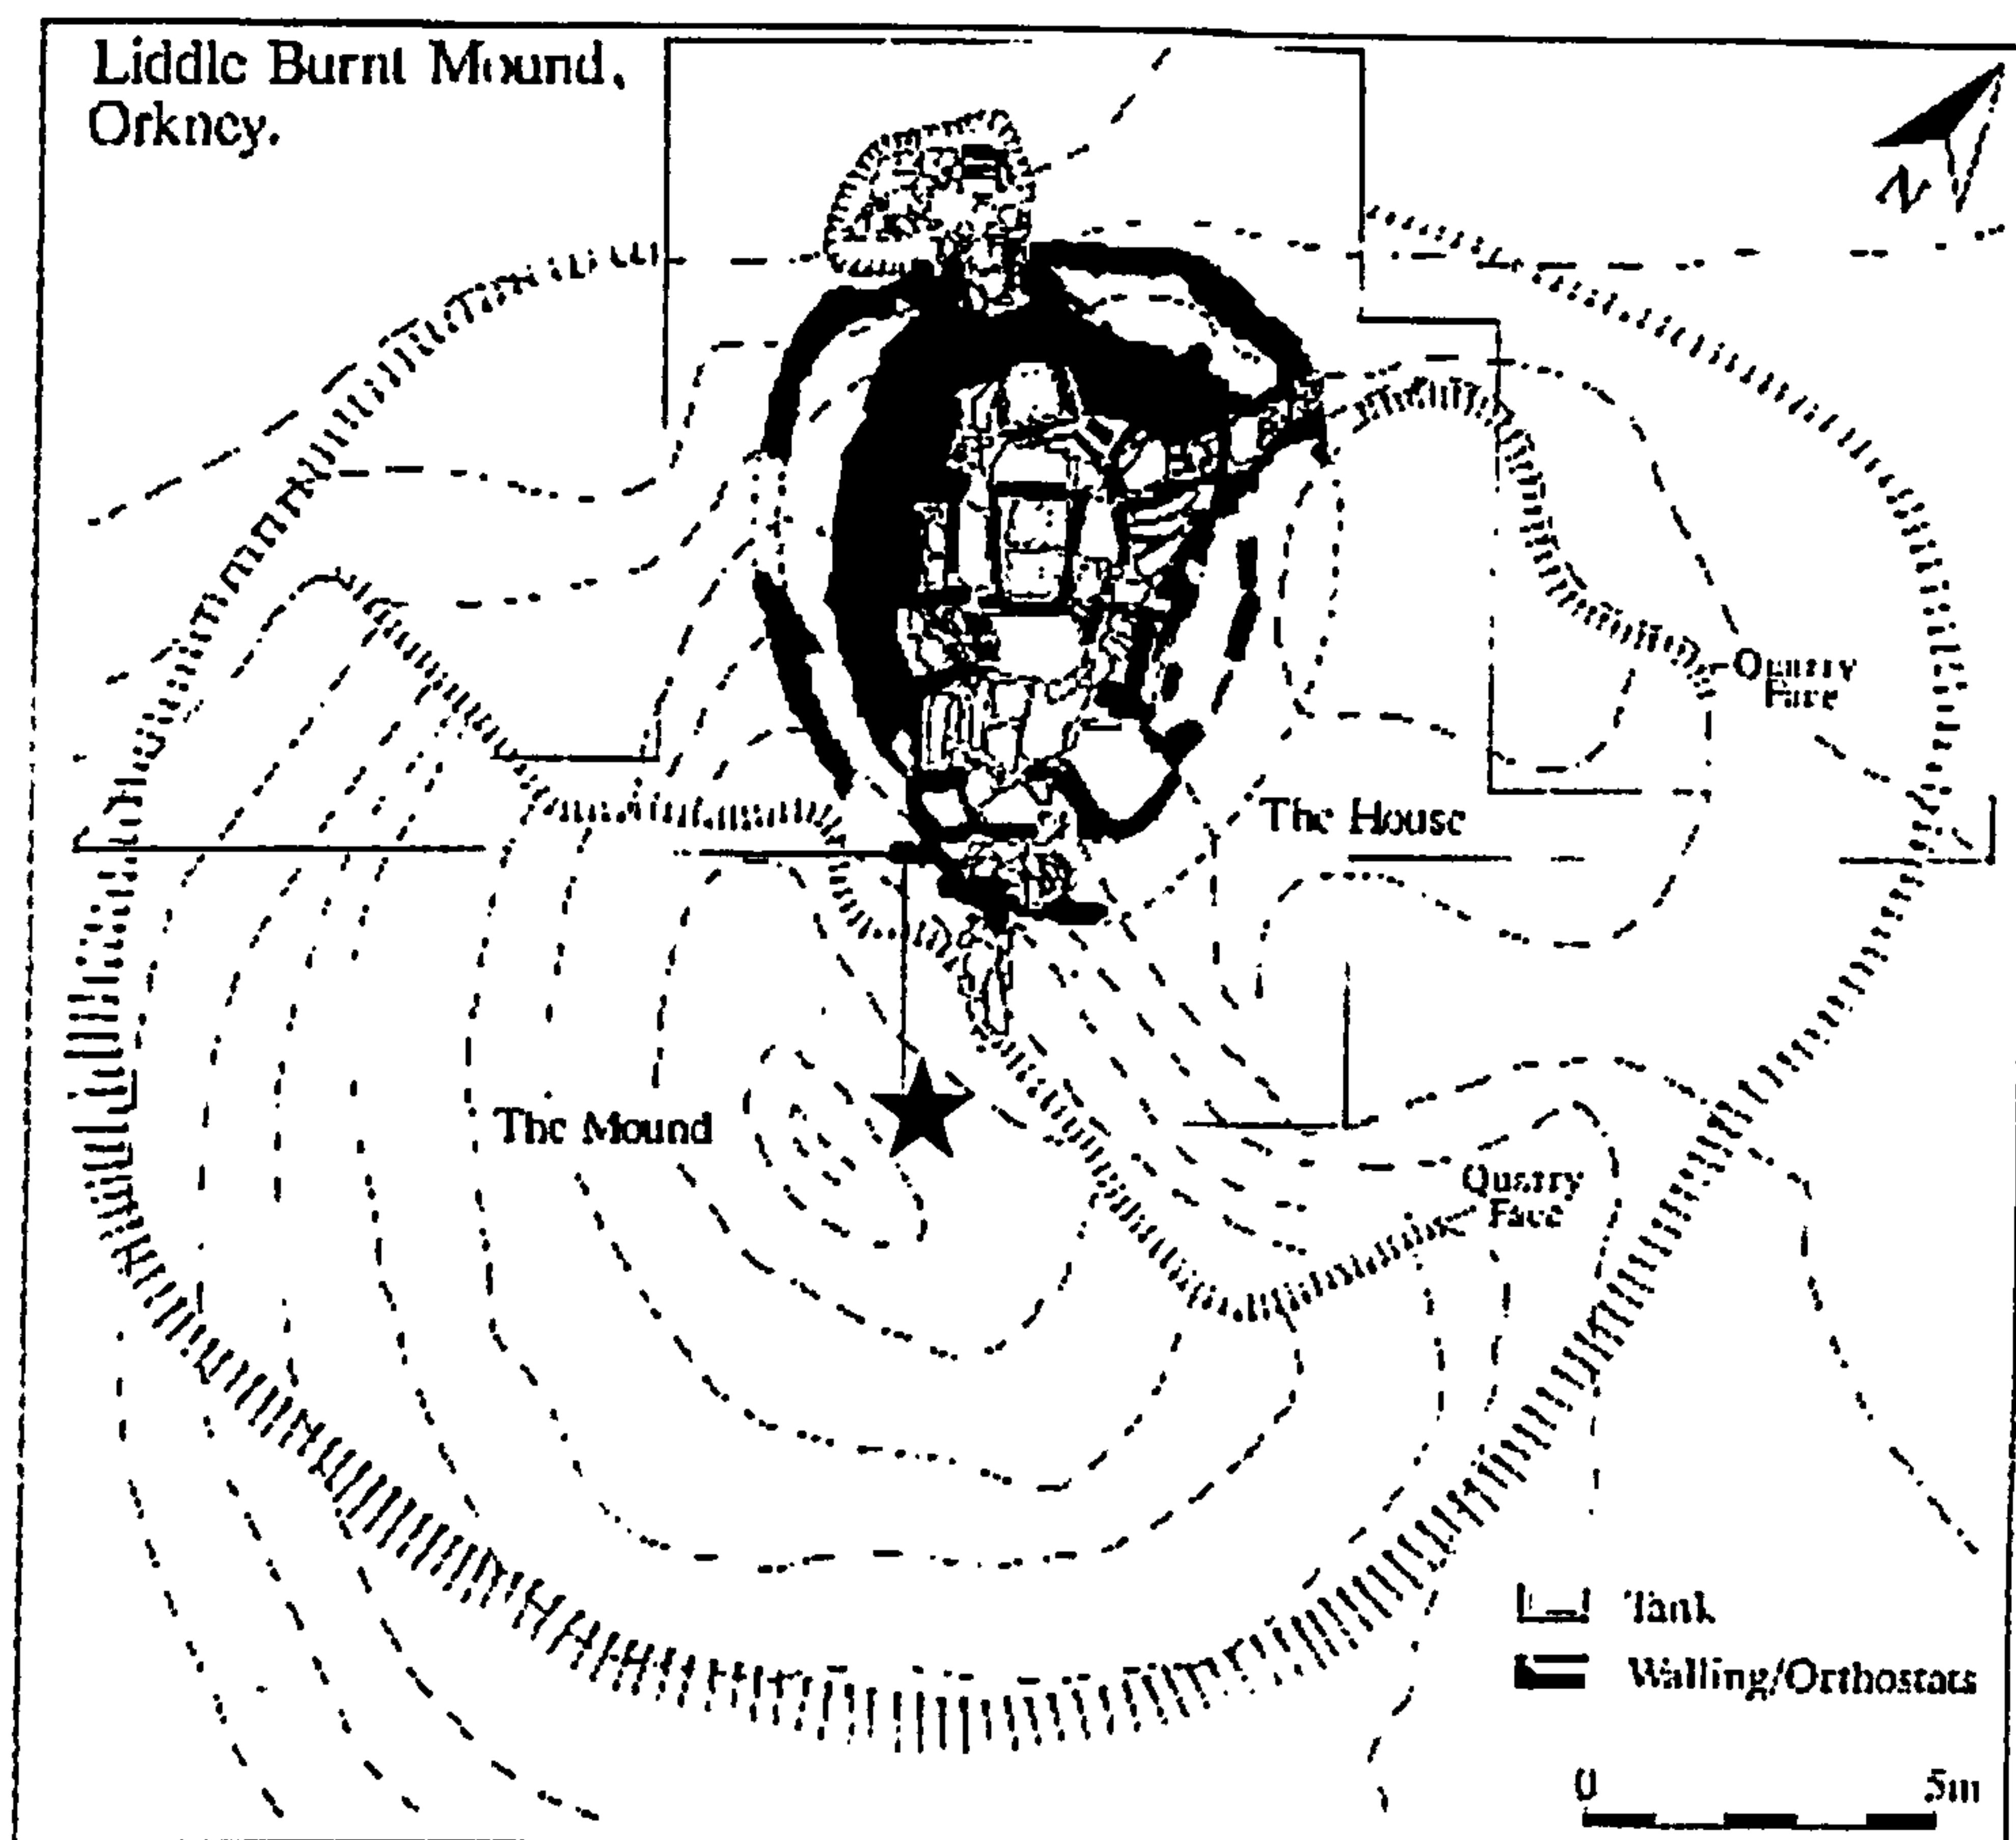 Liddle Burnt Mound,
Orkney.
N
Quarry
Face
The House
The Mound
Quarry
Face
Tank
Walling/Orthostats
0 5m